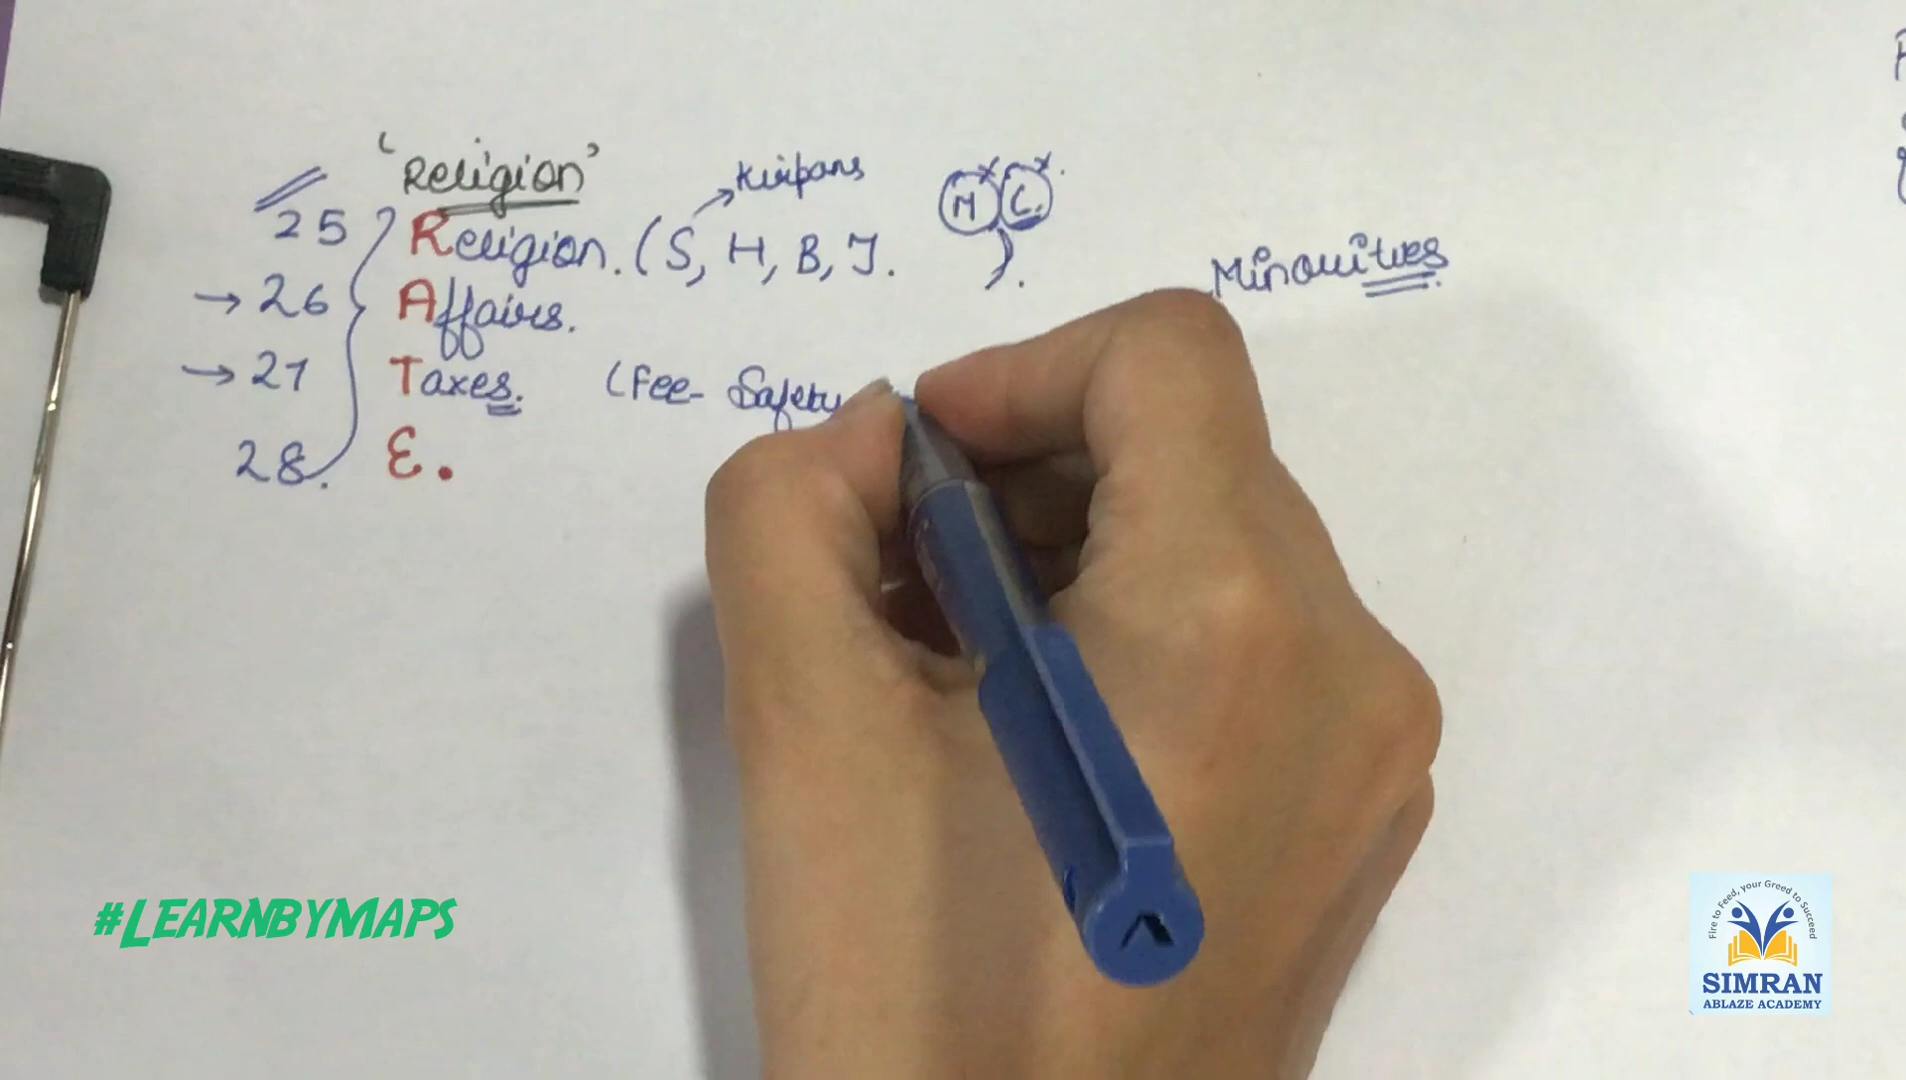 ‘Religion’
Kirpans
M× C.×.
25 Religion. (S, H, B, J. ).
Minorities
→ 26 Affairs.
→ 27 Taxes. (Fee- Safety
28. E.
#LEARNBYMAPS
Fire to Feed, your Greed to Succeed
SIMRAN
ABLAZE ACADEMY